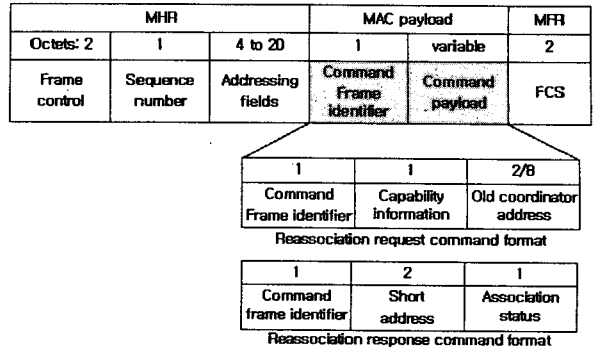 MHR MAC payload MFR
Octets: 2 1 4 to 20 1 variable 2
Frame control Sequence number Addressing fields Command Frame identifier Command payload FCS
1 1 2/8
Command Frame identifier Capability information Old coordinator address
Reassociation request command format
1 2 1
Command frame identifier Short address Association status
Reassociation response command format